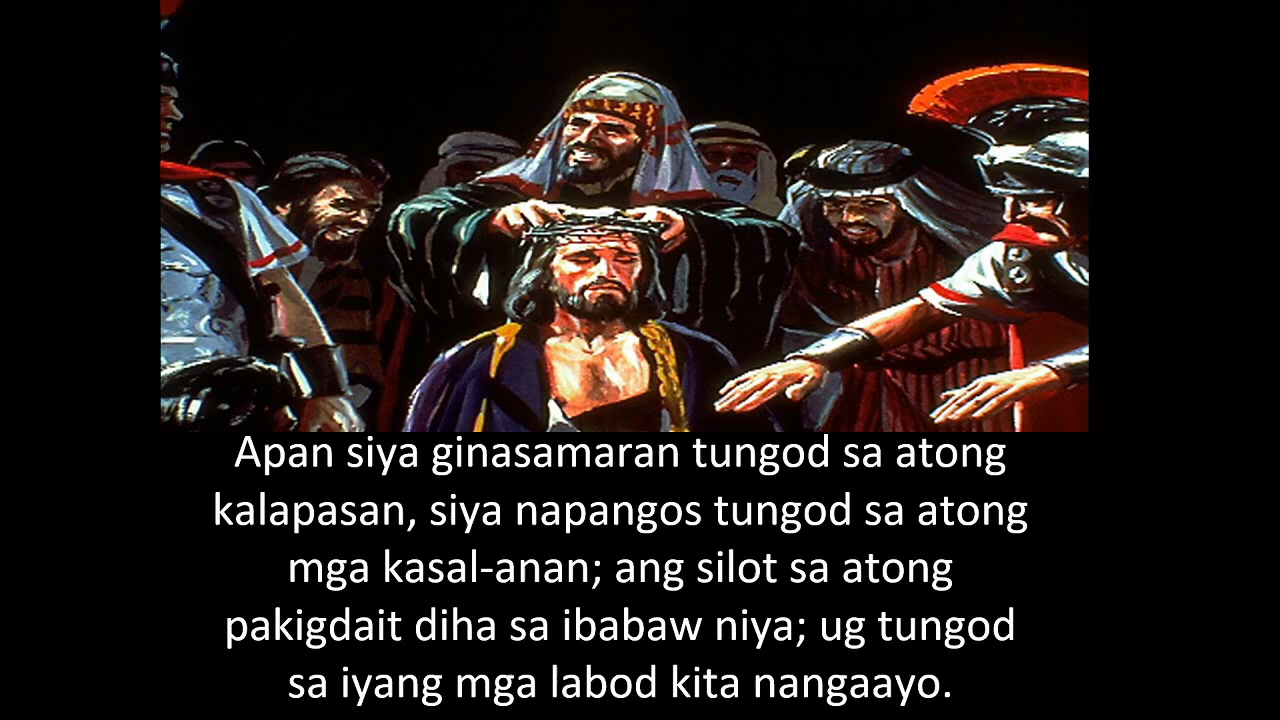 Apan siya ginasamaran tungod sa atong
kalapasan, siya napangos tungod sa atong
mga kasal-anan; ang silot sa atong
pakigdait diha sa ibabaw niya; ug tungod
sa iyang mga labod kita nangaayo.